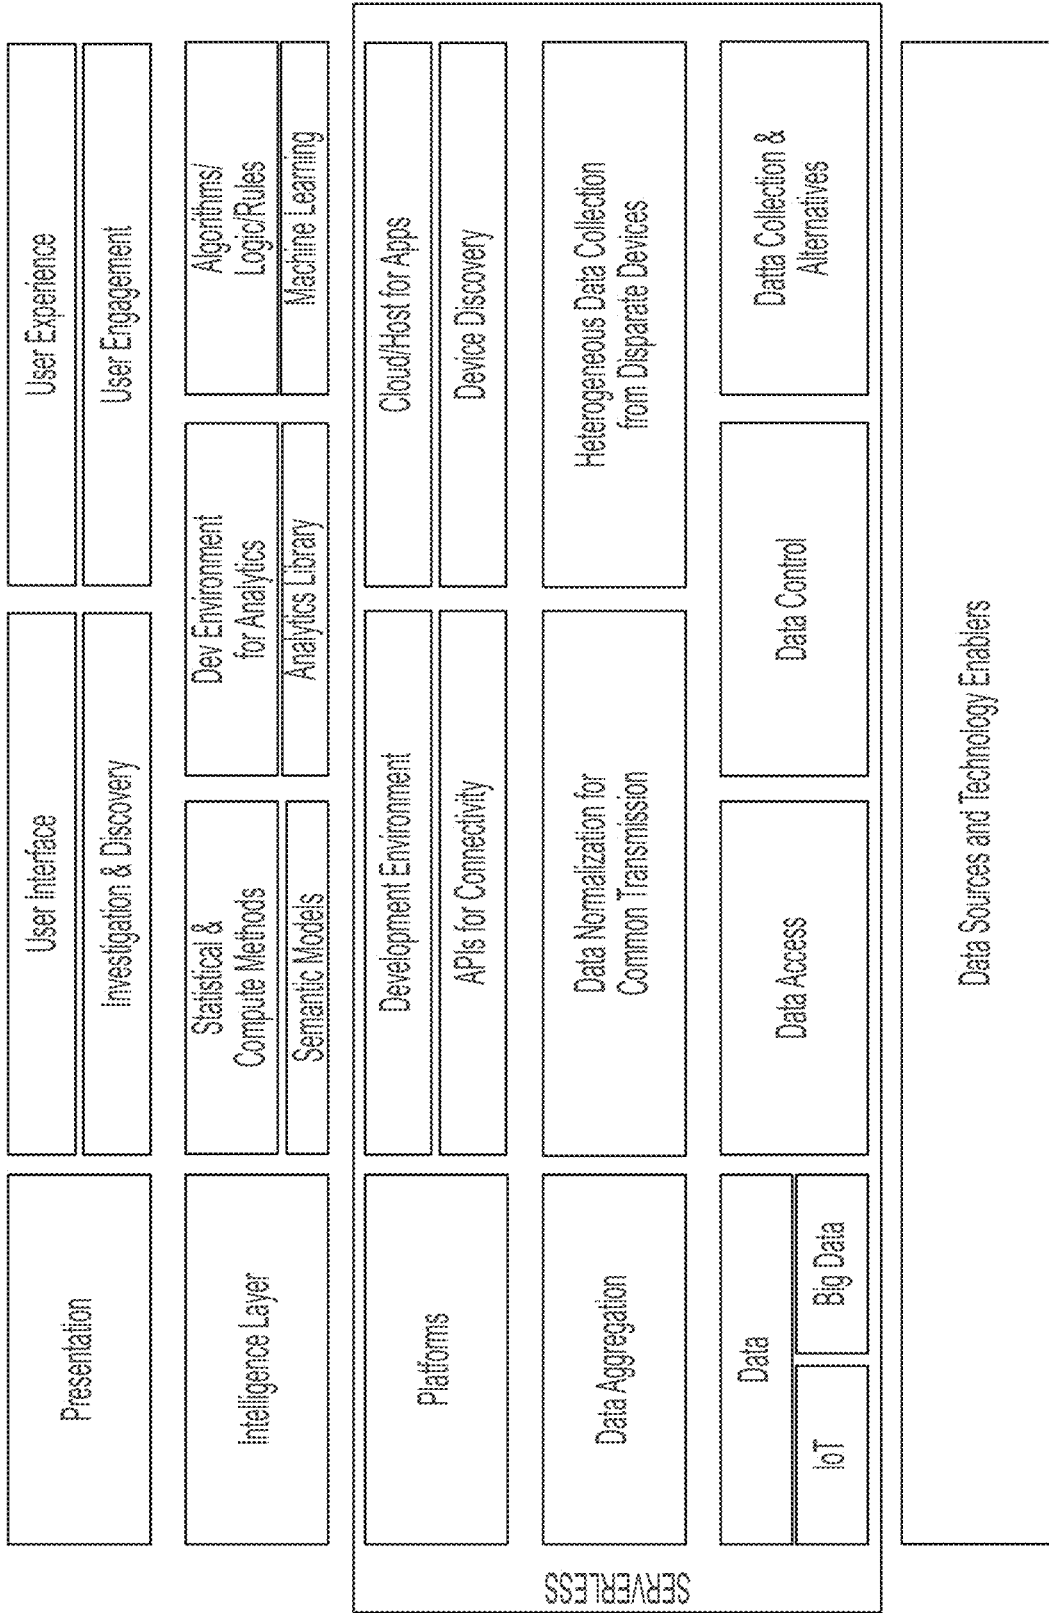 Presentation
User Interface
Investigation & Discovery
User Experience
User Engagement
Intelligence Layer
Statistical &
Compute Methods
Semantic Models
Dev Environment
for Analytics
Analytics Library
Algorithms/
Logic/Rules
Machine Learning
SERVERLESS
Platforms
Development Environment
APIs for Connectivity
Cloud/Host for Apps
Device Discovery
Data Aggregation
Data Normalization for
Common Transmission
Heterogeneous Data Collection
from Disparate Devices
Data
IoT
Big Data
Data Access
Data Control
Datta Collection &
Alternatives
Data Sources and Technology Enablers